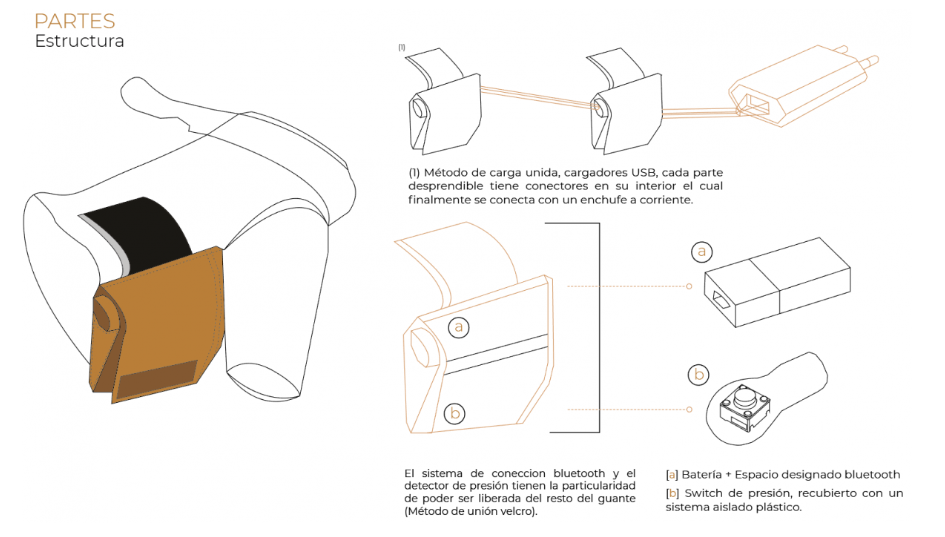 PARTES
Estructura
(1)
(1) Método de carga unida, cargadores USB, cada parte
desprendible tiene conectores en su interior el cual
finalmente se conecta con un enchufe a corriente.
a
b
a
b
El sistema de coneccion bluetooth y el
detector de presión tienen la particularidad
de poder ser liberada del resto del guante
(Método de unión velcro).
[a] Batería + Espacio designado bluetooth
[b] Switch de presión, recubierto con un
sistema aislado plástico.